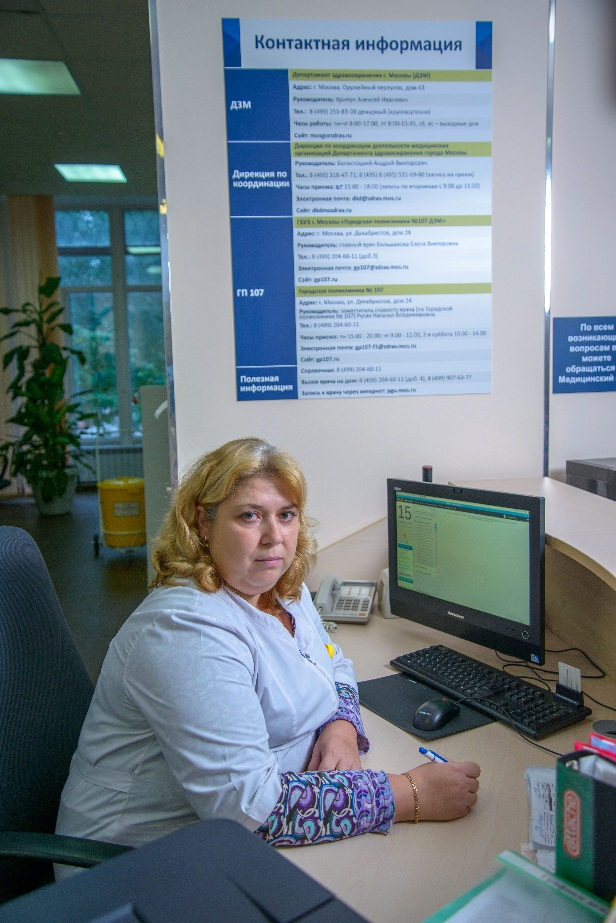 Контактная информация
ДЗМ
Департамент здравоохранения г. Москвы (ДЗМ)
Адрес: г. Москва, Оружейный переулок, дом 43
Руководитель: Хрипун Алексей Иванович
Тел.: 8 (499) 251-83-00 дежурный (круглосуточно)
Часы работы: пн-чт 8:00-17:00, пт 8.00-15:45, сб, вс – выходные дни
Сайт: mosgorzdrav.ru
Дирекция по координации
Дирекция по координации деятельности медицинских
организаций Департамента здравоохранения города Москвы
Руководитель: Андрей Викторович
Тел.: 8 (495) 318-47-71; 8 (495) 8 (495) 531-69-80 (запись на прием)
Часы приема: 15.00 - 18.00 (запись по вторникам с 9.00 до 11.00)
Электронная почта: dkd@zdrav.mos.ru
Сайт: dkdmosdrav.ru
ГП 107
ГБУЗ г. Москвы «Городская поликлиника №107 ДЗМ»
Адрес: г. Москва, ул. Декабристов, дом 24
Руководитель: главный врач Большакова Елена Викторовна
Тел.: 8 (499) 204-60-11 (доб.3)
Электронная почта: gp107@zdrav.mos.ru
Сайт: gp107.ru
Городская поликлиника № 107
Адрес: г. Москва, ул. Декабристов, дом 24
Руководитель: заместитель главного врача (по Городской
поликлинике № 107) Русак Наталья Владимировна
Тел.: 8 (499) 204-60-11
Часы приема: пн 15.00 - 20.00; чт 9.00 - 12.00, 2-я суббота 10.00 - 14.00
Электронная почта: gp107-f1@zdrav.mos.ru
Сайт: gp107.ru
Полезная информация
Справочная: 8 (499) 204-60-11
Вызов врача на дом: 8 (499) 204-60-11 (доб. 4), 8 (499) 907-63-77
Запись к врачу через интернет: pgu.mos.ru
По всем
возникающ
вопросам в
можете
обращаться
Медицинский
15
lenovo